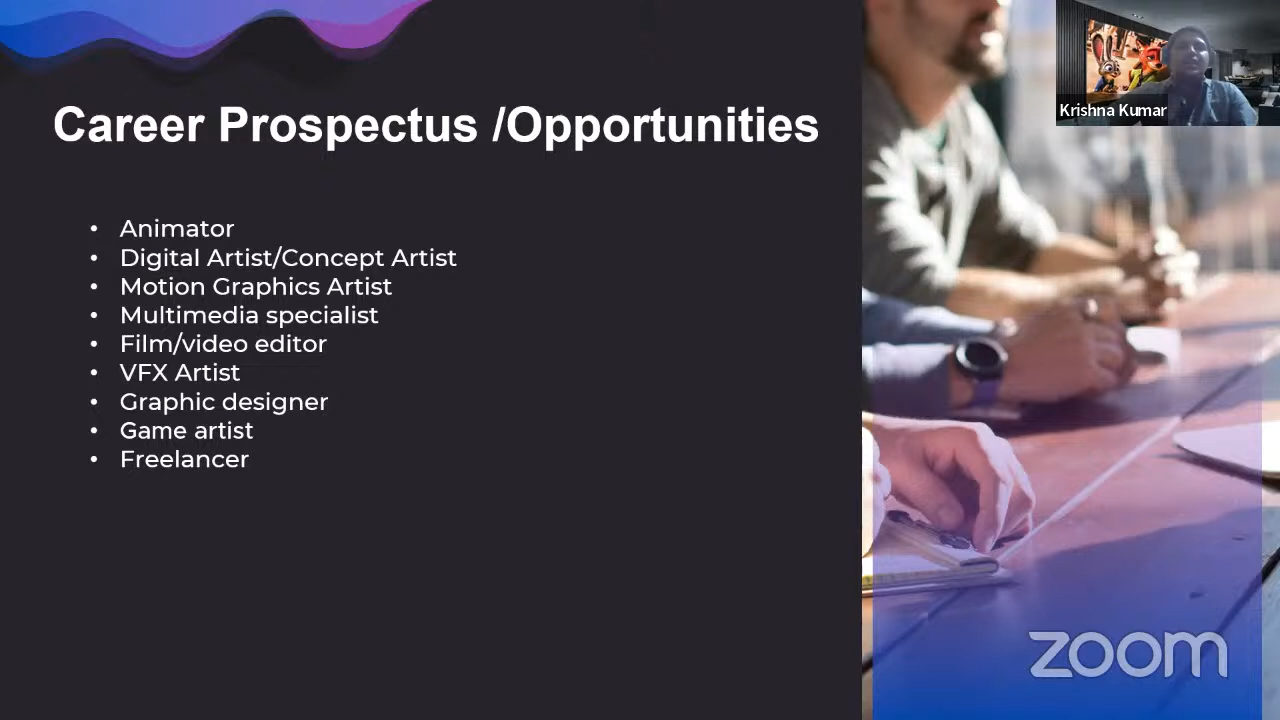 Career Prospectus /Opportunities
Krishna Kumar
• Animator
• Digital Artist/Concept Artist
• Motion Graphics Artist
• Multimedia specialist
• Film/video editor
• VFX Artist
• Graphic designer
• Game artist
• Freelancer
zoom